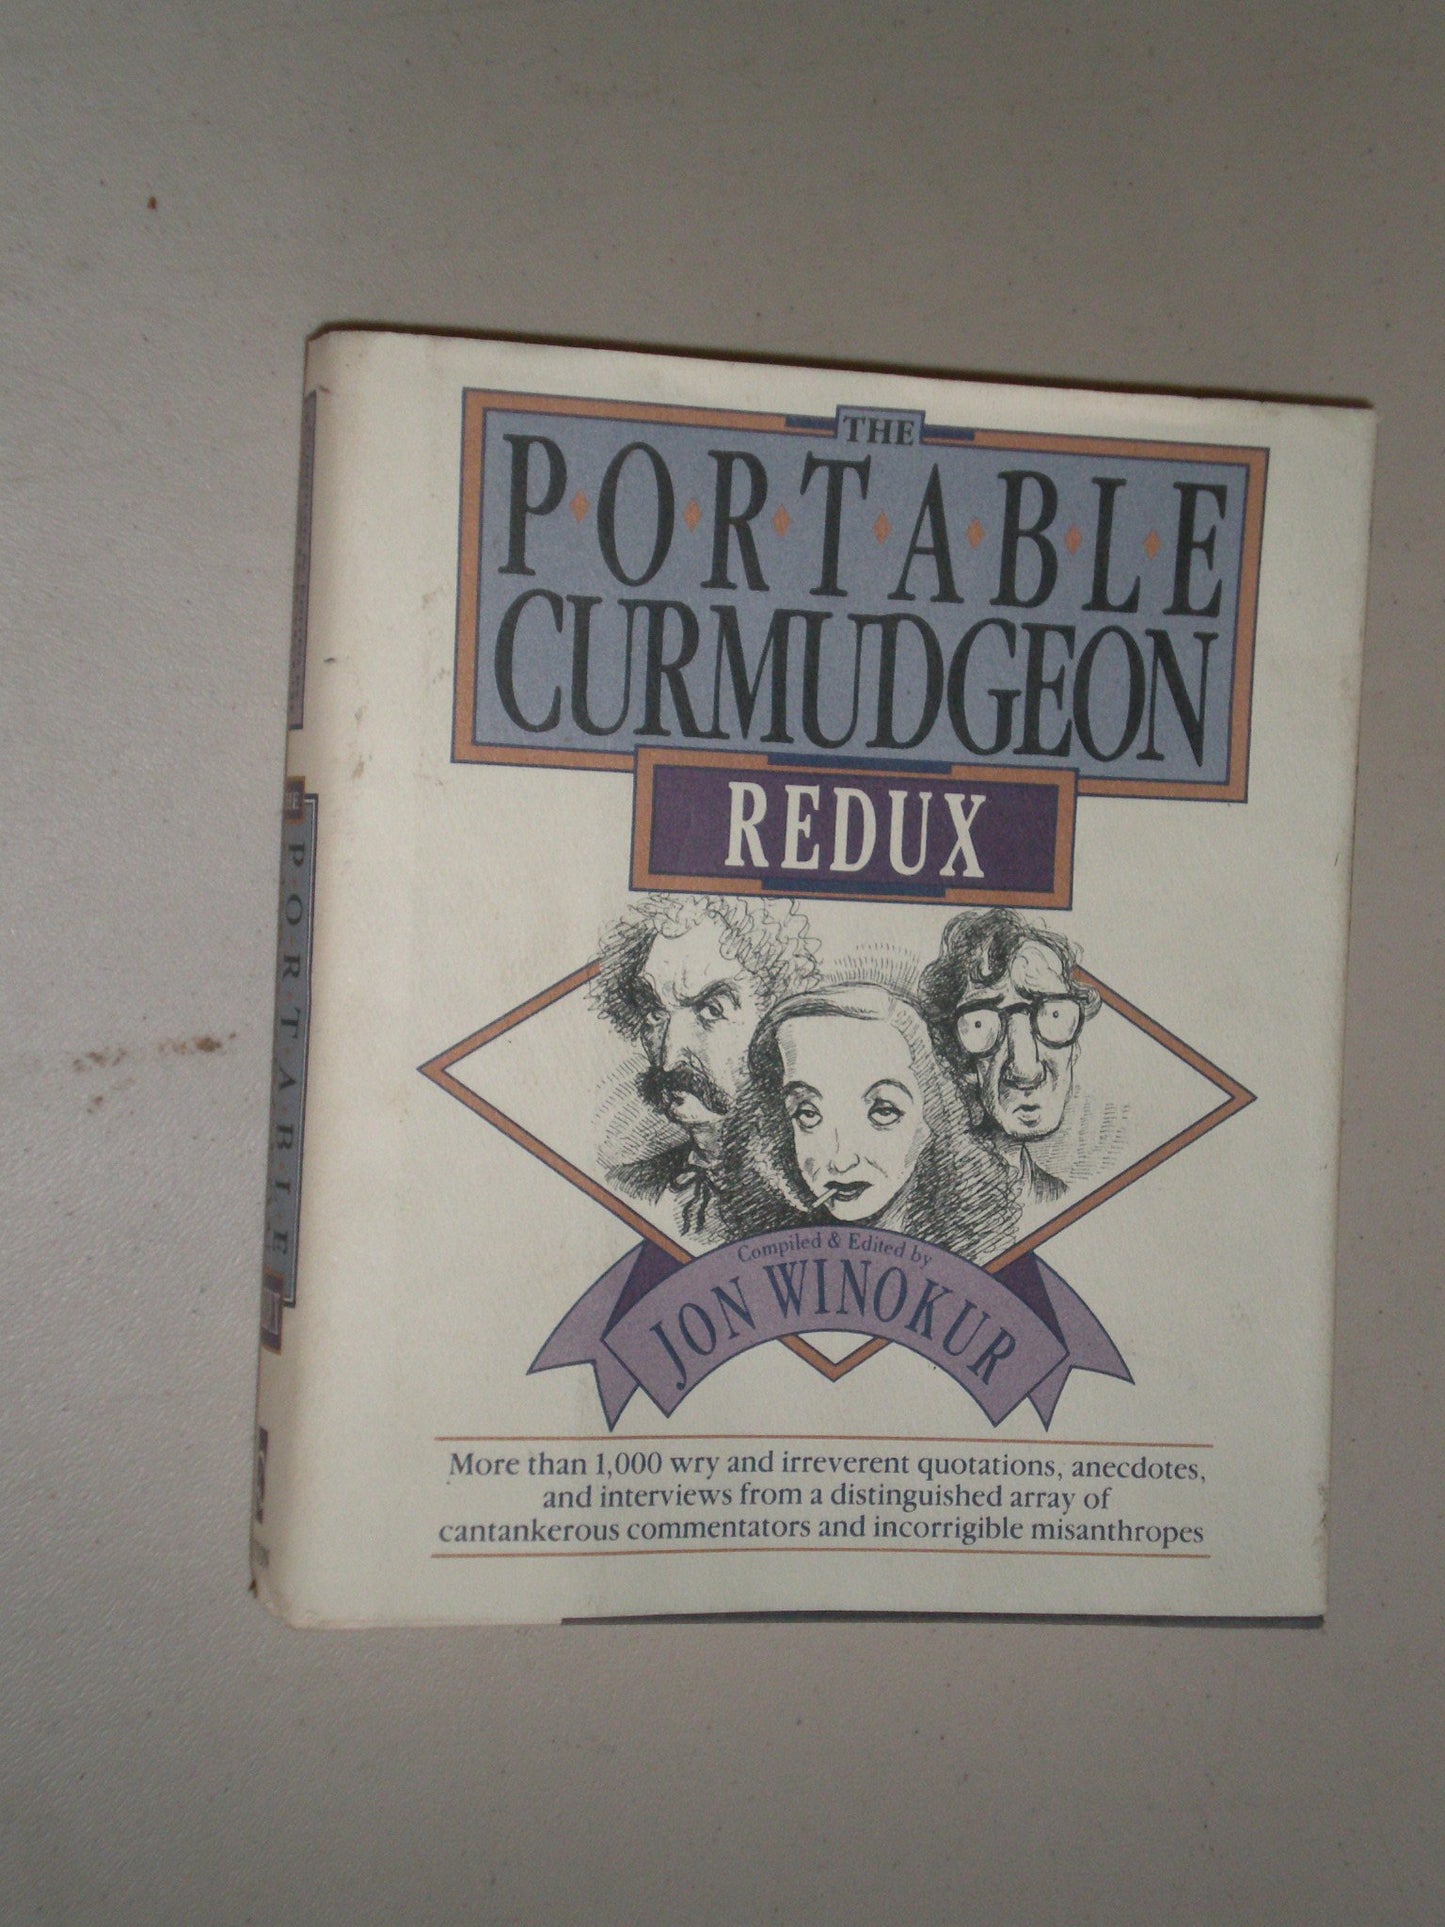 THE
PORTABLE
CURMUDGEON
REDUX
Compiled & Edited by
JON WINOKUR
More than 1,000 wry and irreverent quotations, anecdotes,
and interviews from a distinguished array of
cantankerous commentators and incorrigible misanthropes
THE
PORTABLE